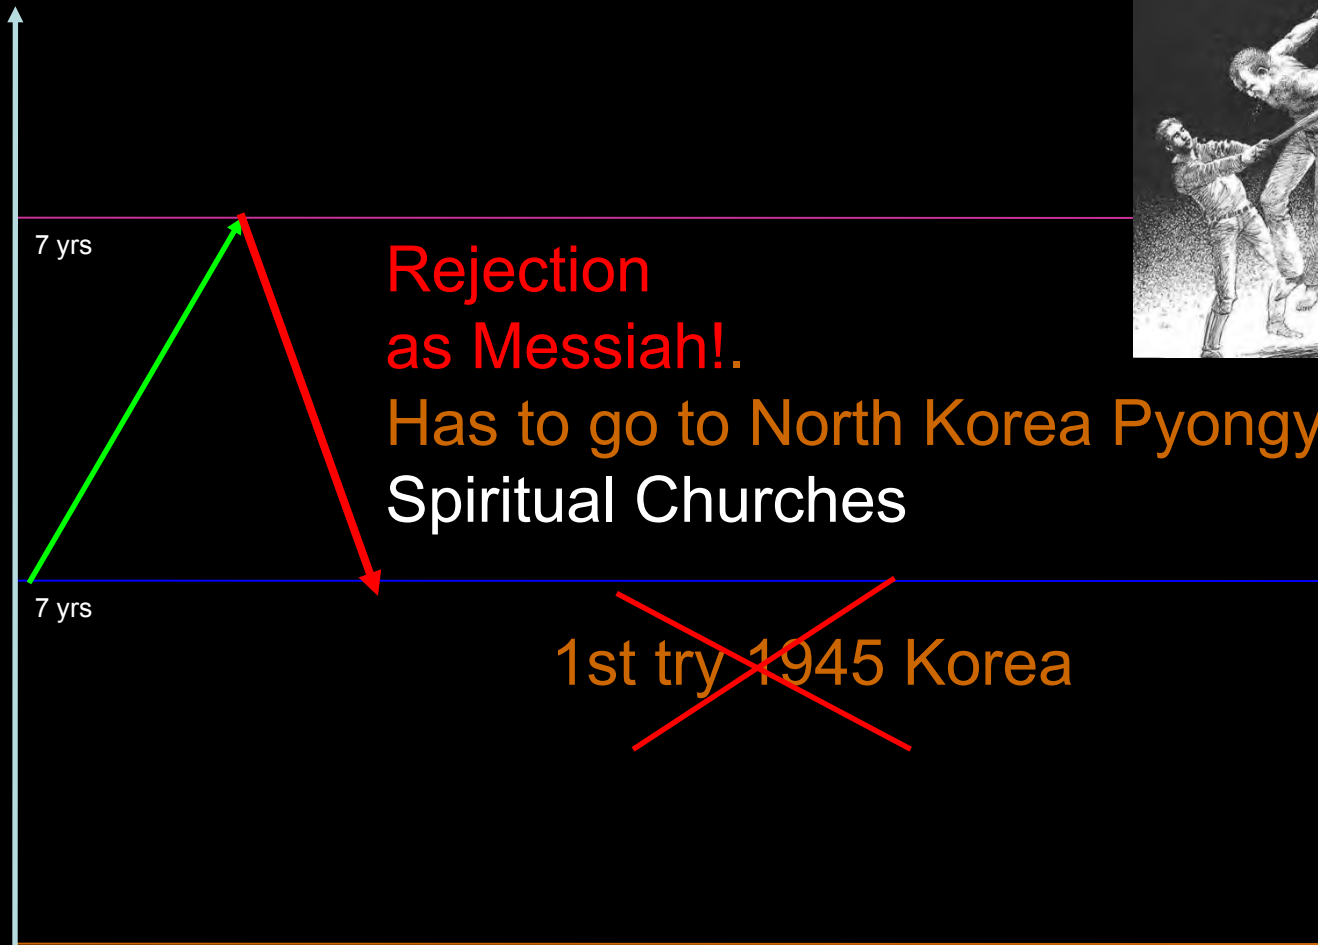 7 yrs
Rejection
as Messiah!.
Has to go to North Korea Pyongy
Spiritual Churches
7 yrs
1st try 1945 Korea